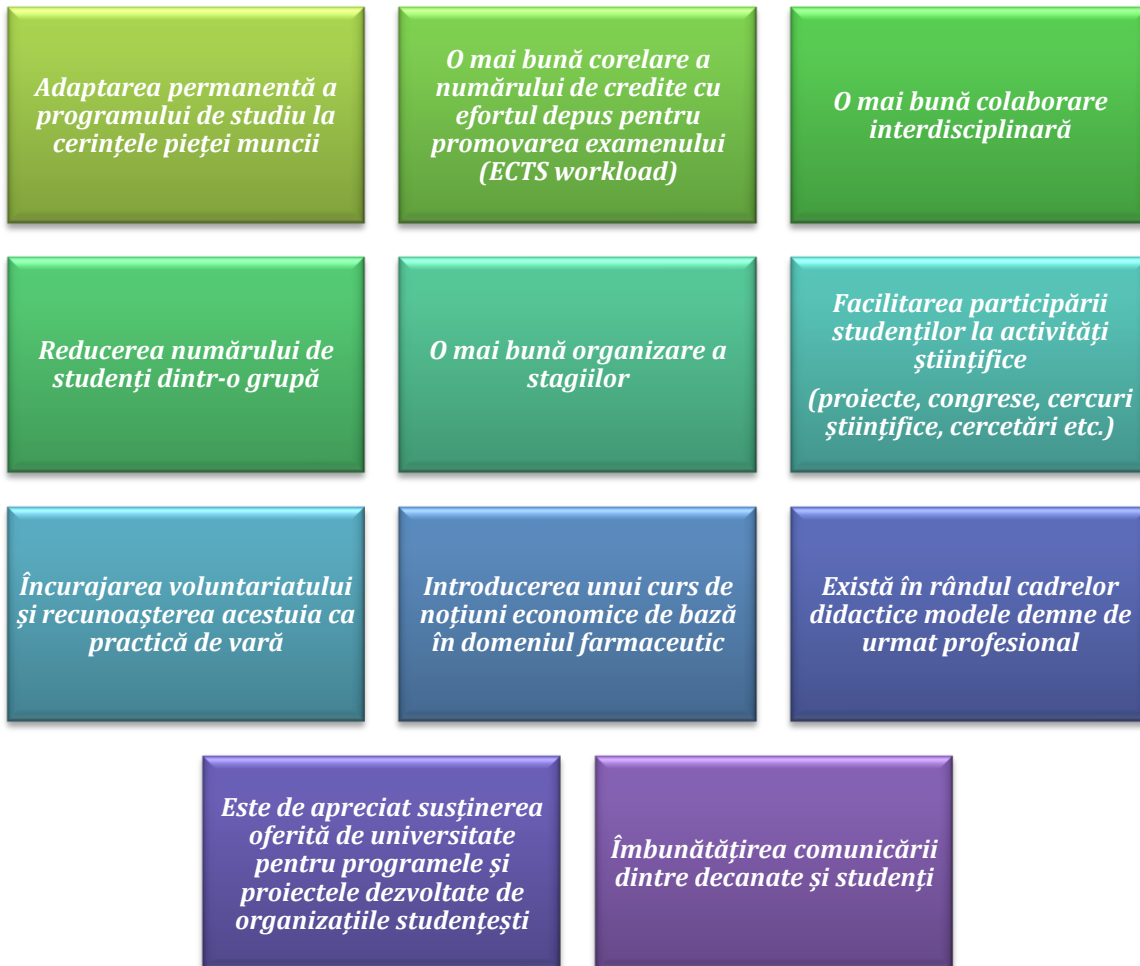 Adaptarea permanentă a
programului de studiu la
cerințele pieței muncii
O mai bună corelare a
numărului de credite cu
efortul depus pentru
promovarea examenului
(ECTS workload)
O mai bună colaborare
interdisciplinară
Reducerea numărului de
studenți dintr-o grupă
O mai bună organizare a
stagiilor
Facilitarea participării
studenților la activități
științifice
(proiecte, congrese, cercuri
științifice, cercetări etc.)
Încurajarea voluntariatului
și recunoașterea acestuia ca
practică de vară
Introducerea unui curs de
noțiuni economice de bază
în domeniul farmaceutic
Există în rândul cadrelor
didactice modele demne de
urmat profesional
Este de apreciat susținerea
oferită de universitate
pentru programele și
proiectele dezvoltate de
organizațiile studențești
Îmbunătățirea comunicării
dintre decanate și studenți